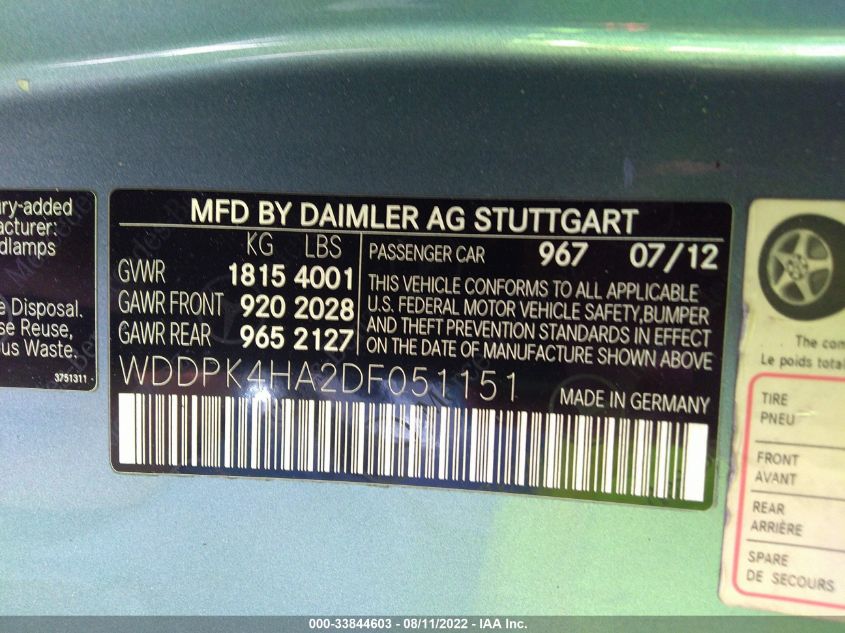 ry-added
acturer:
adlamps
e Disposal.
se Reuse,
ous Waste.
3751311
MFD BY DAIMLER AG STUTTGART
KG LBS
GVWR 1815 4001
GAWR FRONT 920 2028
GAWR REAR 965 2127
PASSENGER CAR 967 07/12
THIS VEHICLE CONFORMS TO ALL APPLICABLE
U.S. FEDERAL MOTOR VEHICLE SAFETY, BUMPER
AND THEFT PREVENTION STANDARDS IN EFFECT
ON THE DATE OF MANUFACTURE SHOWN ABOVE
WDDPK4HA2DF051151
MADE IN GERMANY
The com
Le poids total
TIRE
PNEU
FRONT
AVANT
REAR
ARRIÈRE
SPARE
DE SECOURS
000-33844603 - 08/11/2022 - IAA Inc.